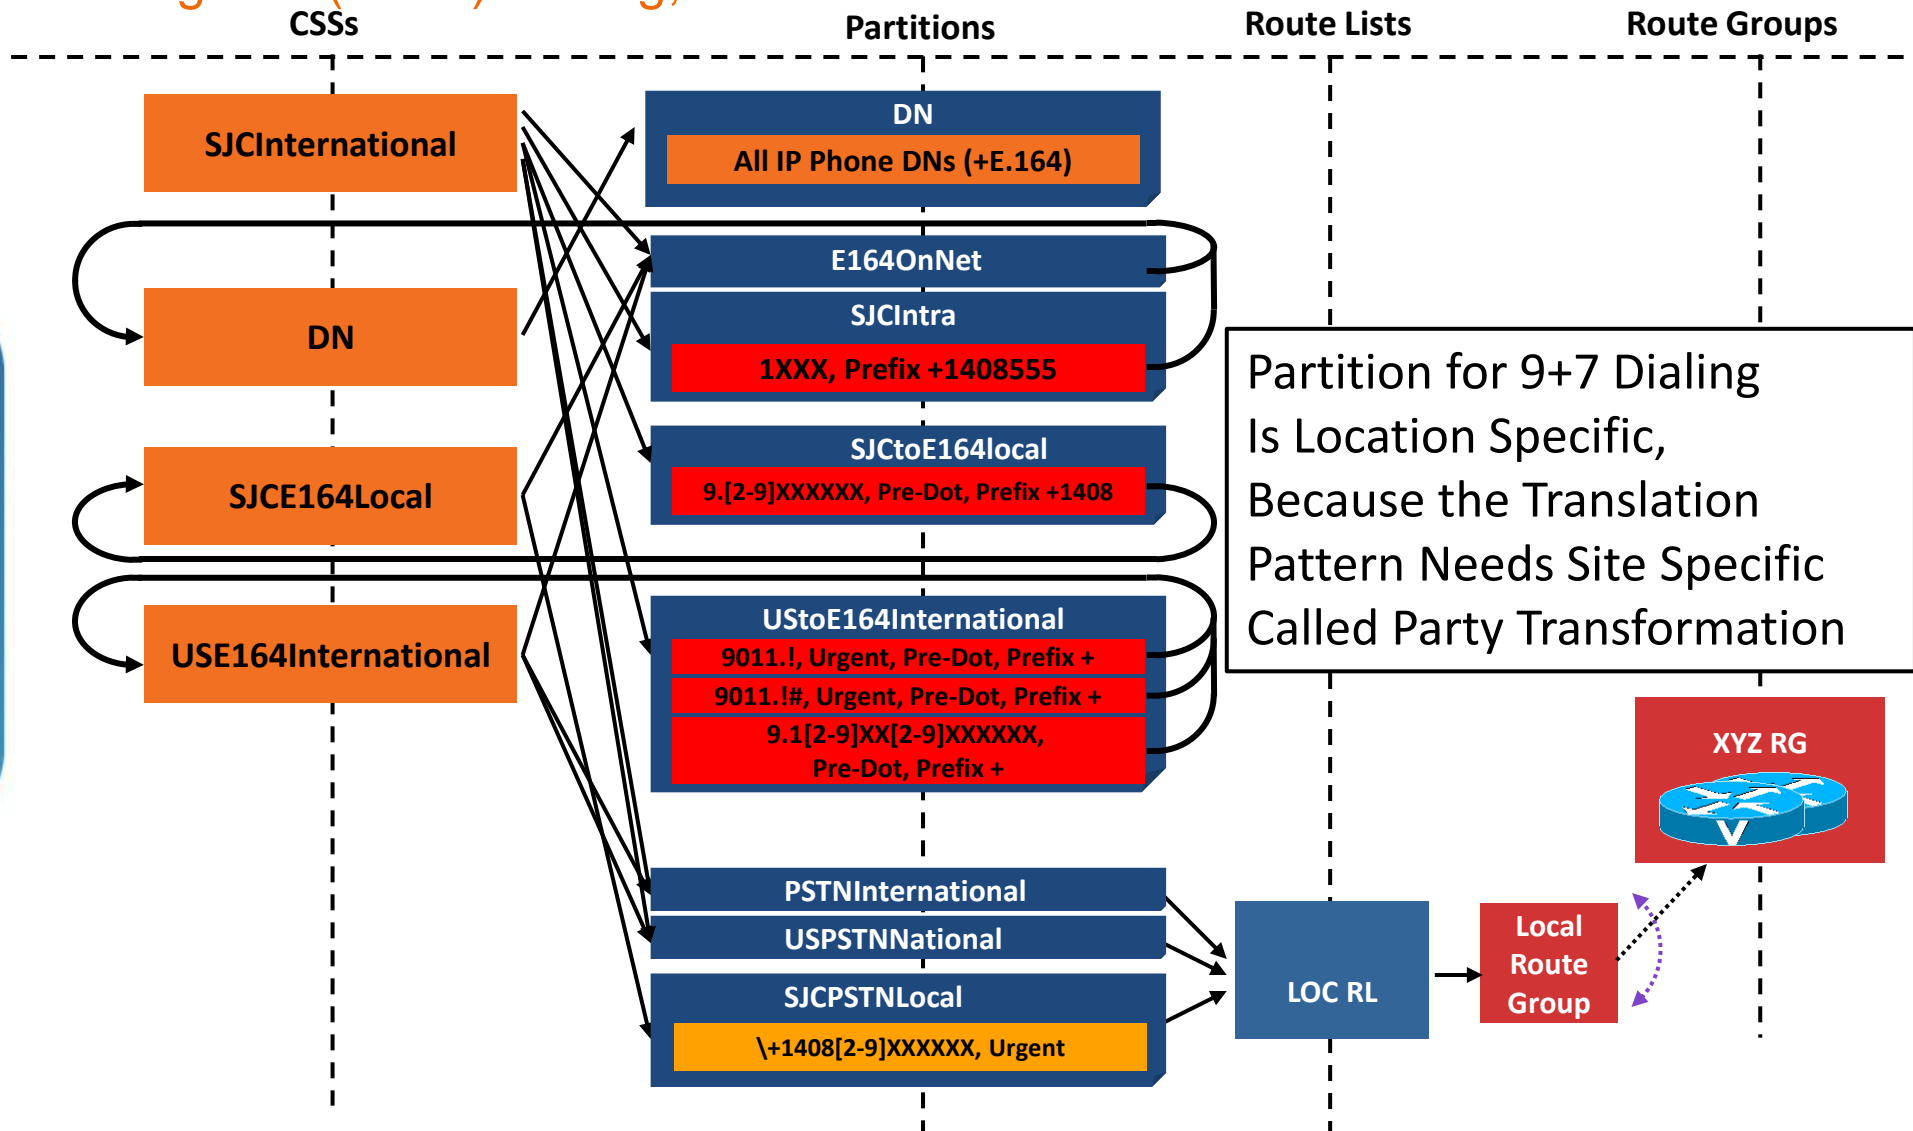 CSSs
Partitions
Route Lists
Route Groups
SJCInternational
DN
SJCE164Local
USE164International
DN
All IP Phone DNs (+E.164)
E164OnNet
SJCIntra
1XXX, Prefix +1408555
SJCtoE164local
9.[2-9]XXXXXX, Pre-Dot, Prefix +1408
UStoE164International
9011.!, Urgent, Pre-Dot, Prefix +
9011.!#, Urgent, Pre-Dot, Prefix +
9.1[2-9]XX[2-9]XXXXXX,
Pre-Dot, Prefix +
PSTNInternational
USPSTNNational
SJCPSTNLocal
\+1408[2-9]XXXXXX, Urgent
Partition for 9+7 Dialing
Is Location Specific,
Because the Translation
Pattern Needs Site Specific
Called Party Transformation
LOC RL
Local
Route
Group
XYZ RG
V